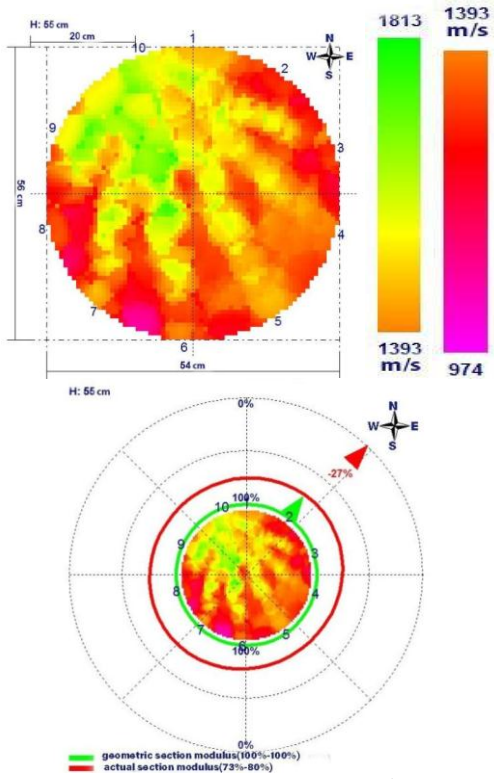 H: 55 cm
20 cm
N
W E
S
1813
1393
m/s
1
2
3
4
5
6
7
8
9
10
56 cm
54 cm
1393
m/s
974
H: 55 cm
0%
N
W E
S
-27%
100%
10
2
9
3
8
4
7
5
6
100%
0%
geometric section modulus(100%-100%)
actual section modulus(73%-80%)